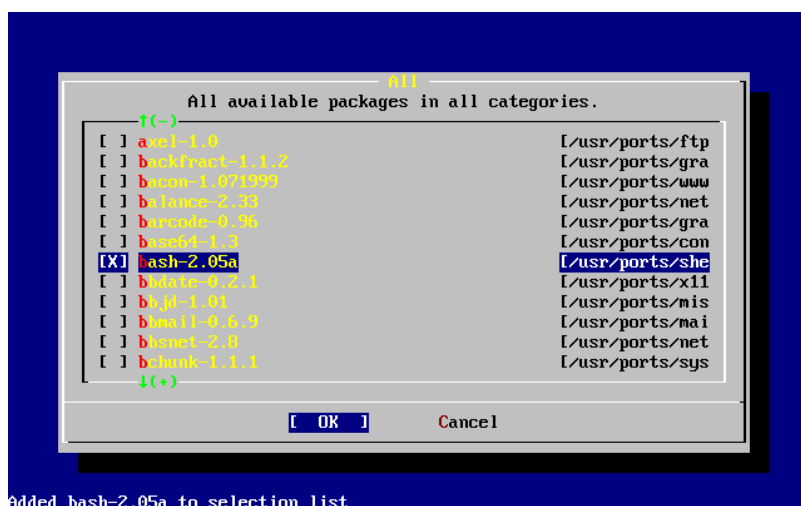 All
All available packages in all categories.
↑(-)
[ ] axel-1.0 [/usr/ports/ftp
[ ] backfract-1.1.2 [/usr/ports/gra
[ ] bacon-1.071999 [/usr/ports/www
[ ] balance-2.33 [/usr/ports/net
[ ] barcode-0.96 [/usr/ports/gra
[ ] base64-1.3 [/usr/ports/con
[X] bash-2.05a [/usr/ports/she
[ ] bbdate-0.2.1 [/usr/ports/x11
[ ] bbjd-1.01 [/usr/ports/mis
[ ] bbmail-0.6.9 [/usr/ports/mai
[ ] bbsnet-2.8 [/usr/ports/net
[ ] bchunk-1.1.1 [/usr/ports/sys
↓(+)
[ OK ] Cancel
Added bash-2.05a to selection list